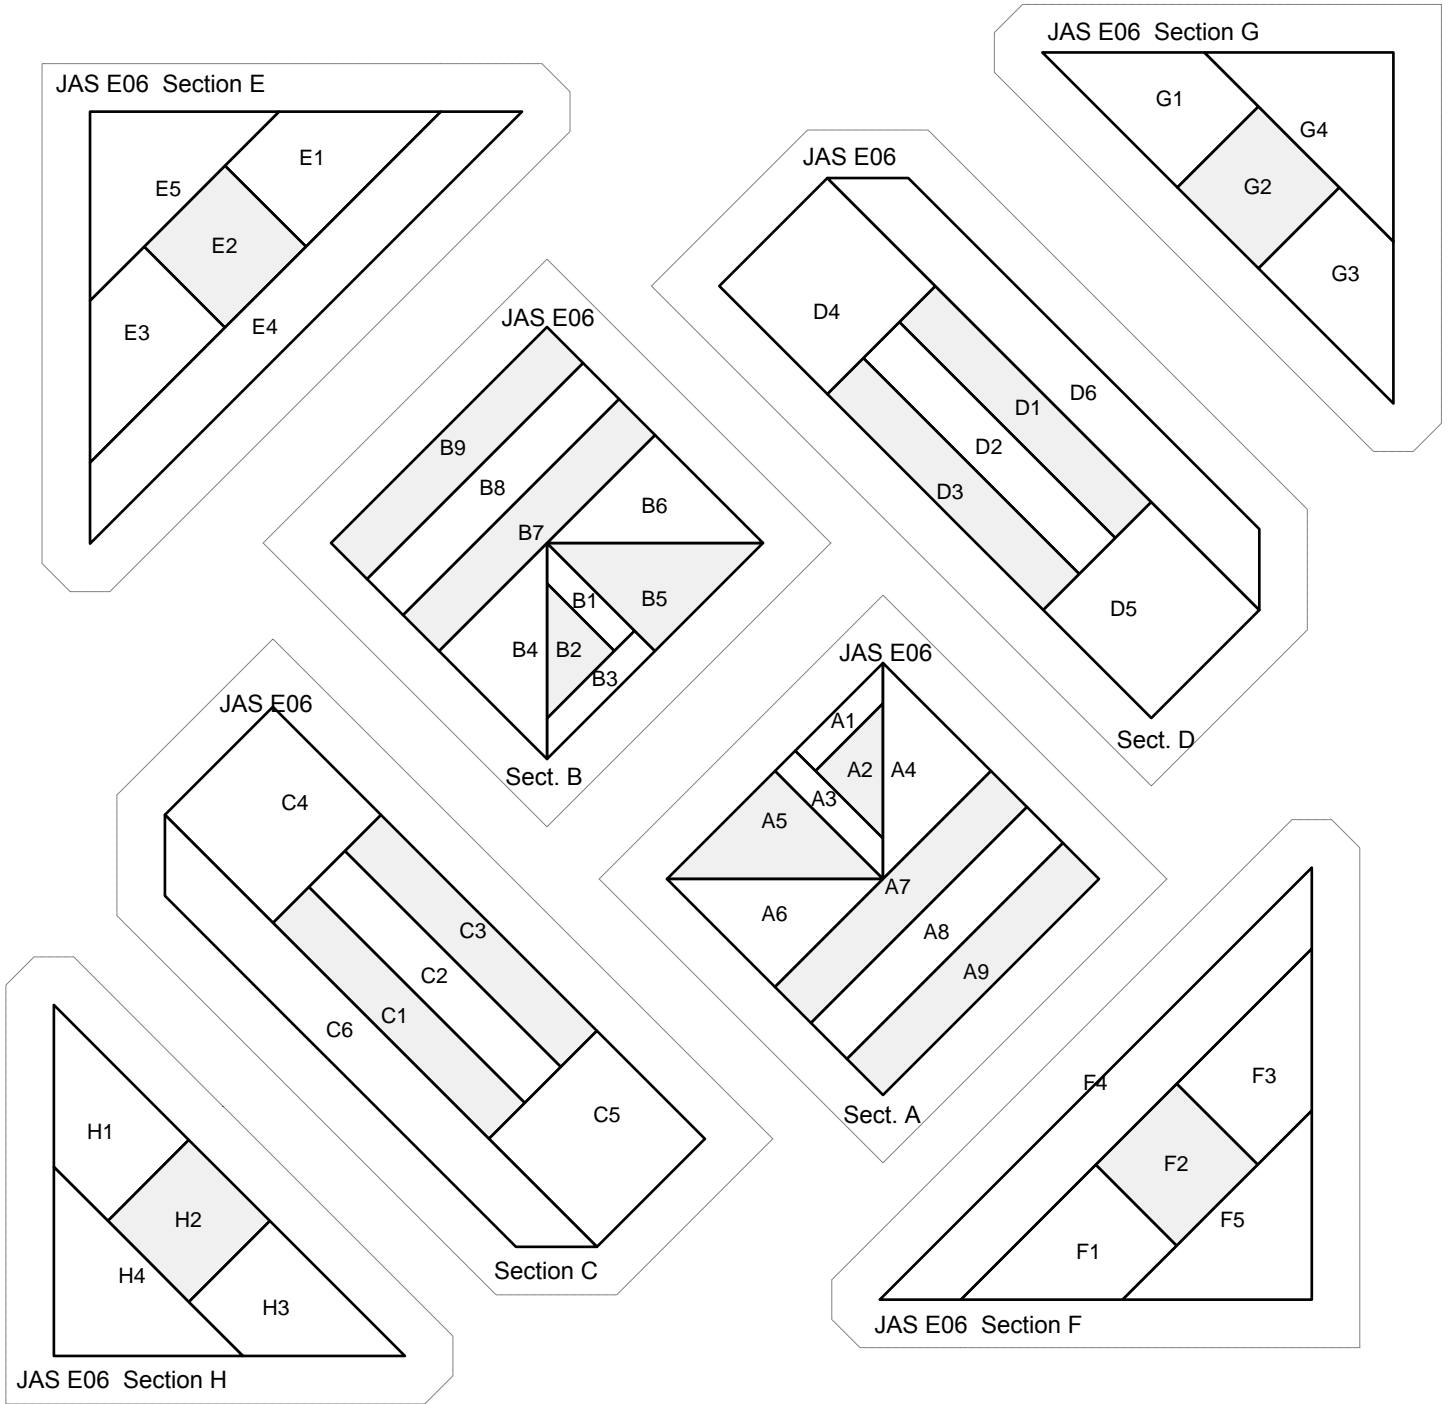 JAS E06 Section G
G1
G4
G2
G3
JAS E06 Section E
E1
E5
E2
E3
E4
JAS E06
D4
D6
D1
D2
D3
D5
Sect. D
JAS E06
B9
B8
B7
B6
B1
B5
B4
B2
B3
Sect. B
JAS E06
A1
A2
A4
A3
A5
A7
A6
A8
A9
Sect. A
JAS E06
C4
C3
C2
C1
C6
C5
Section C
F4
F3
F2
F5
F1
JAS E06 Section F
H1
H2
H4
H3
JAS E06 Section H